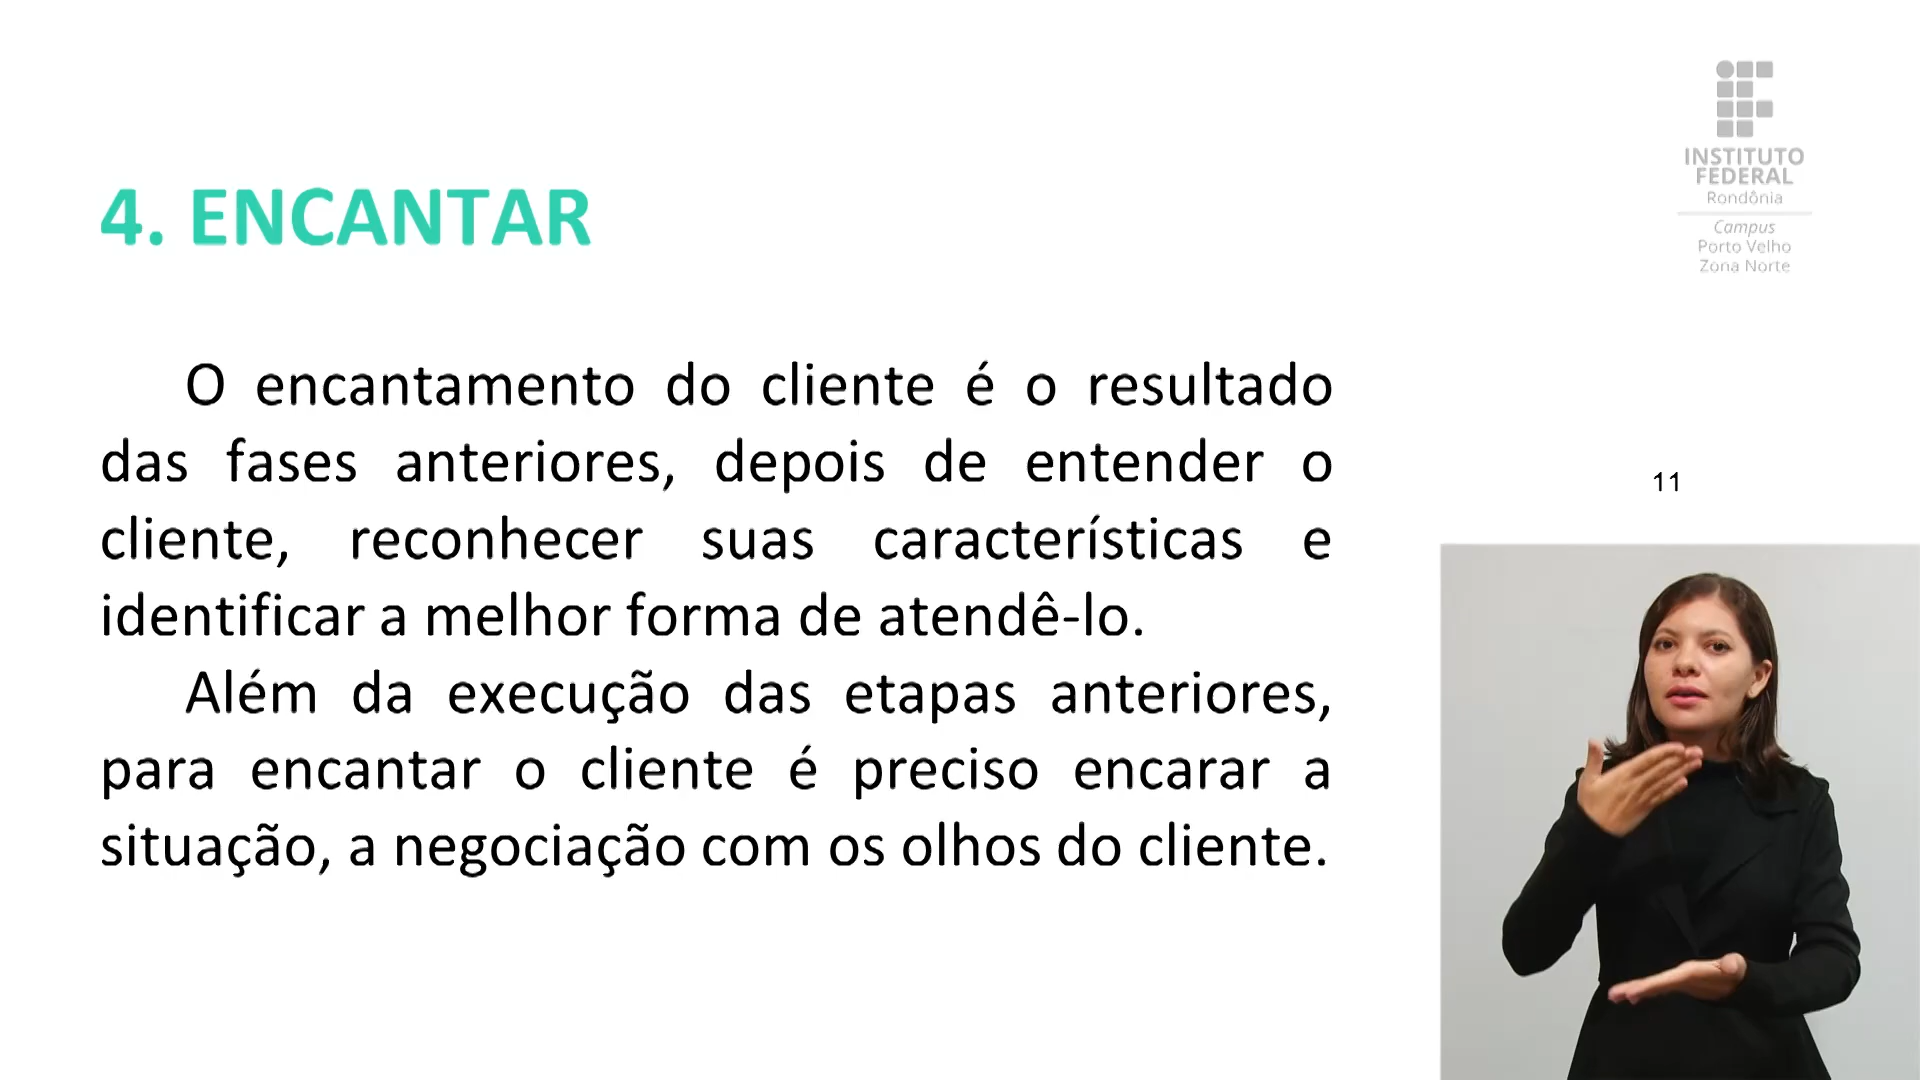 INSTITUTO
FEDERAL
Rondônia
Campus
Porto Velho
Zona Norte
4. ENCANTAR
O encantamento do cliente é o resultado
das fases anteriores, depois de entender o
cliente, reconhecer suas características e
identificar a melhor forma de atendê-lo.
Além da execução das etapas anteriores,
para encantar o cliente é preciso encarar a
situação, a negociação com os olhos do cliente.
11